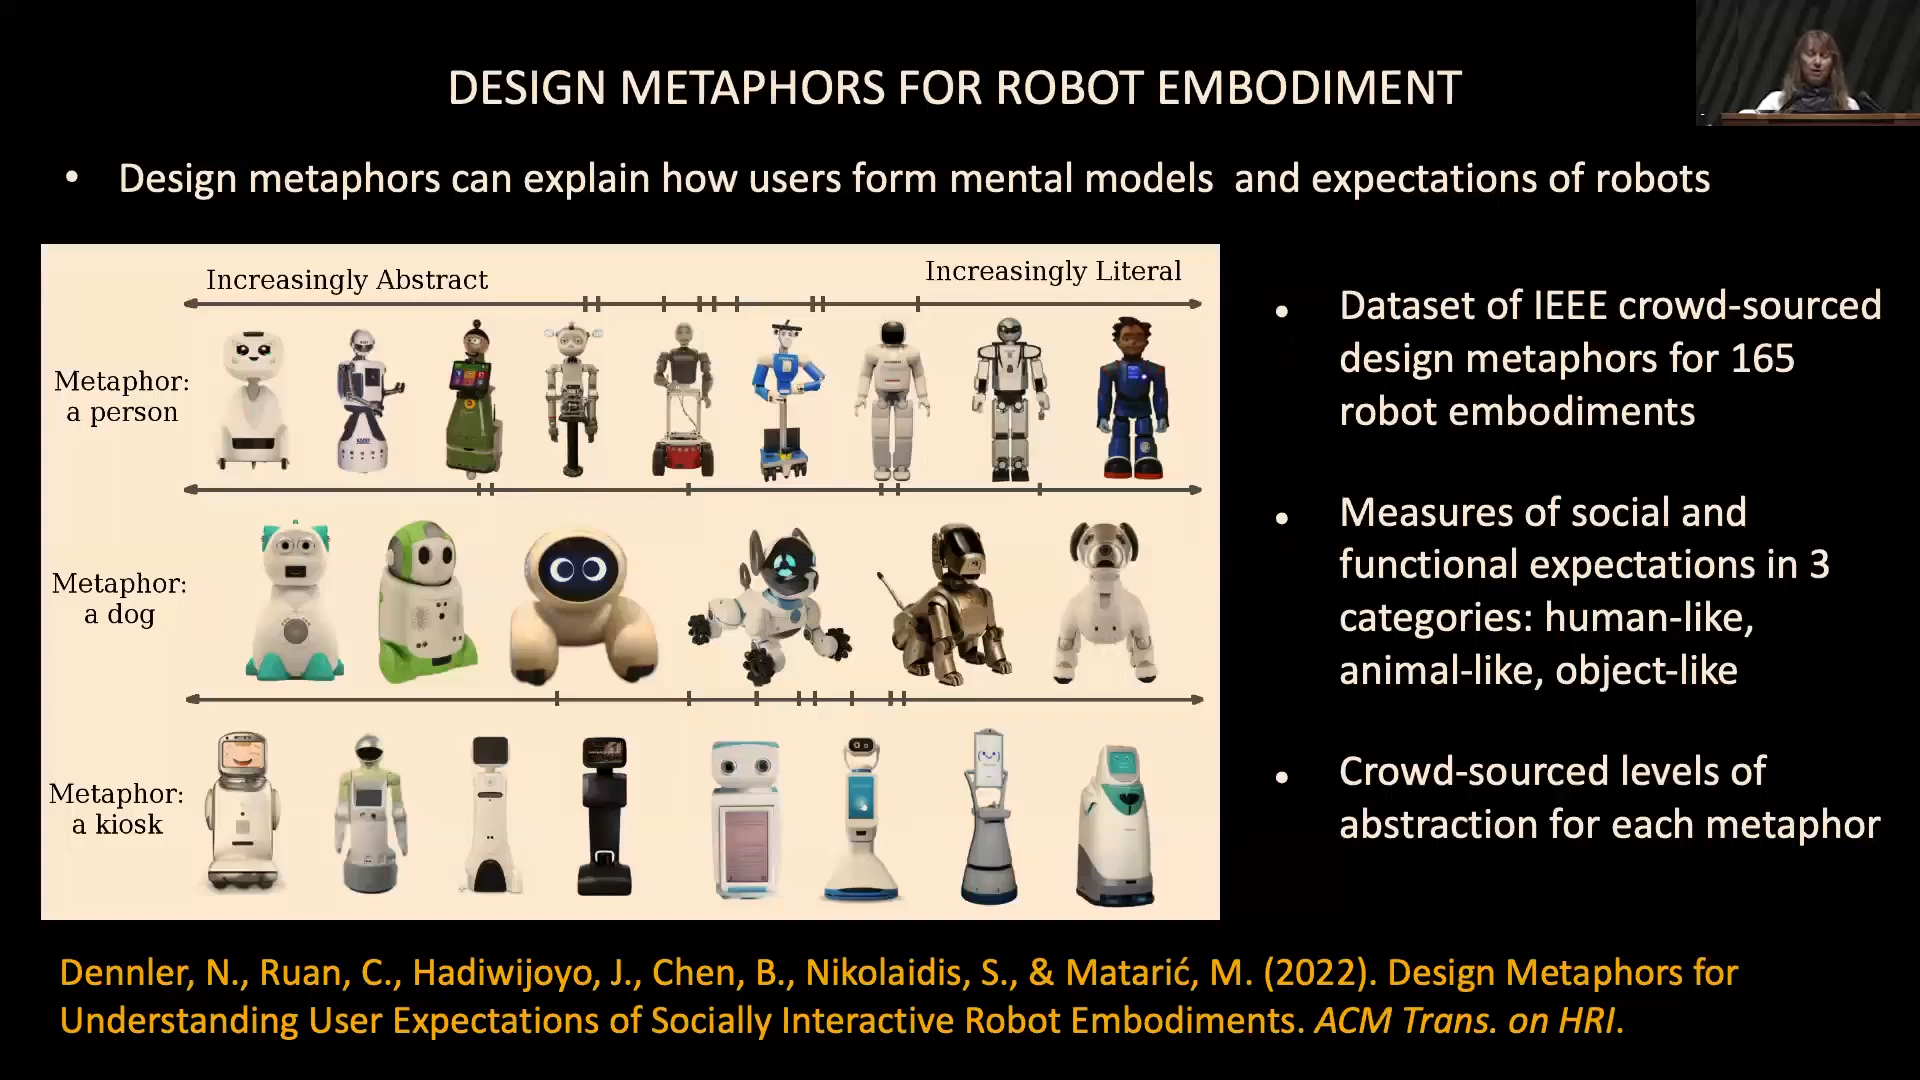 DESIGN METAPHORS FOR ROBOT EMBODIMENT
• Design metaphors can explain how users form mental models and expectations of robots
Increasingly Abstract
Increasingly Literal
Metaphor:
a person
Metaphor:
a dog
Metaphor:
a kiosk
• Dataset of IEEE crowd-sourced
design metaphors for 165
robot embodiments
• Measures of social and
functional expectations in 3
categories: human-like,
animal-like, object-like
• Crowd-sourced levels of
abstraction for each metaphor
Dennler, N., Ruan, C., Hadiwijoyo, J., Chen, B., Nikolaidis, S., & Matarić, M. (2022). Design Metaphors for
Understanding User Expectations of Socially Interactive Robot Embodiments. ACM Trans. on HRI.